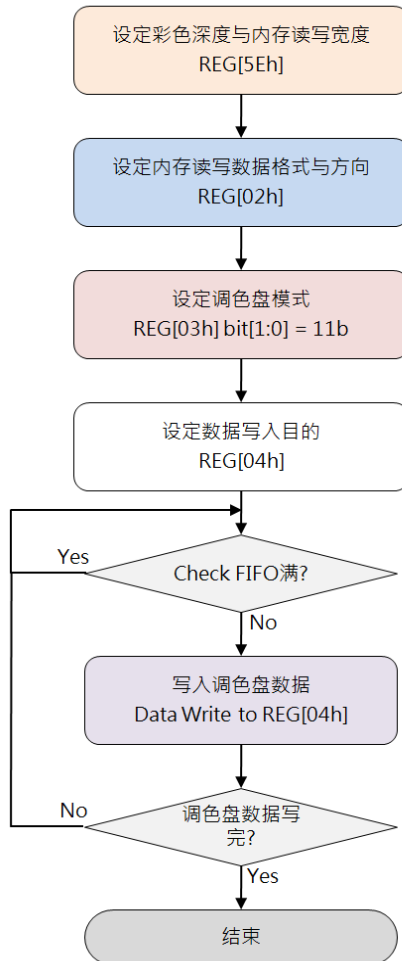 设定彩色深度与内存读写宽度
REG[5Eh]
设定内存读写数据格式与方向
REG[02h]
设定调色盘模式
REG[03h] bit[1:0] = 11b
设定数据写入目的
REG[04h]
Yes
Check FIFO满?
No
写入调色盘数据
Data Write to REG[04h]
No
调色盘数据写
完?
Yes
结束